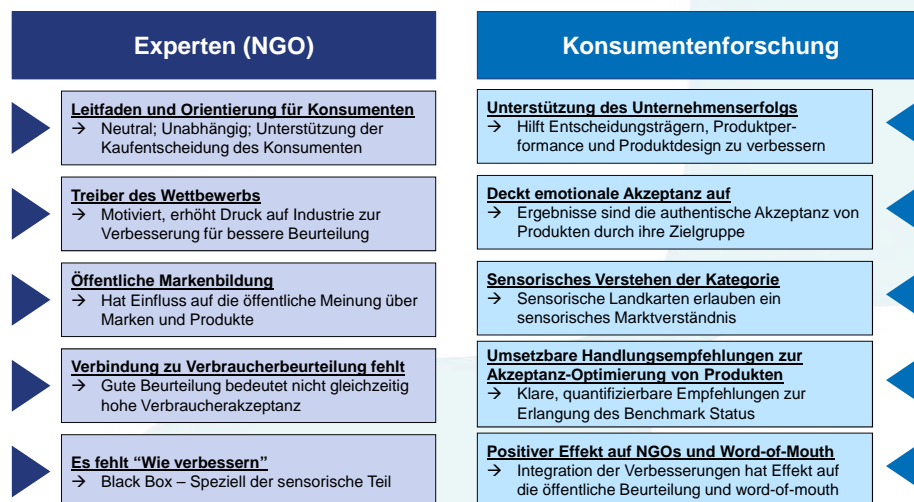 Experten (NGO)
Leitfaden und Orientierung für Konsumenten
→ Neutral; Unabhängig; Unterstützung der
Kaufentscheidung des Konsumenten
Treiber des Wettbewerbs
→ Motiviert, erhöht Druck auf Industrie zur
Verbesserung für bessere Beurteilung
Öffentliche Markenbildung
→ Hat Einfluss auf die öffentliche Meinung über
Marken und Produkte
Verbindung zu Verbraucherbeurteilung fehlt
→ Gute Beurteilung bedeutet nicht gleichzeitig
hohe Verbraucherakzeptanz
Es fehlt “Wie verbessern”
→ Black Box – Speziell der sensorische Teil
Konsumentenforschung
Unterstützung des Unternehmenserfolgs
→ Hilft Entscheidungsträgern, Produktper-
formance und Produktdesign zu verbessern
Deckt emotionale Akzeptanz auf
→ Ergebnisse sind die authentische Akzeptanz von
Produkten durch ihre Zielgruppe
Sensorisches Verstehen der Kategorie
→ Sensorische Landkarten erlauben ein
sensorisches Marktverständnis
Umsetzbare Handlungsempfehlungen zur
Akzeptanz-Optimierung von Produkten
→ Klare, quantifizierbare Empfehlungen zur
Erlangung des Benchmark Status
Positiver Effekt auf NGOs und Word-of-Mouth
→ Integration der Verbesserungen hat Effekt auf
die öffentliche Beurteilung und word-of-mouth